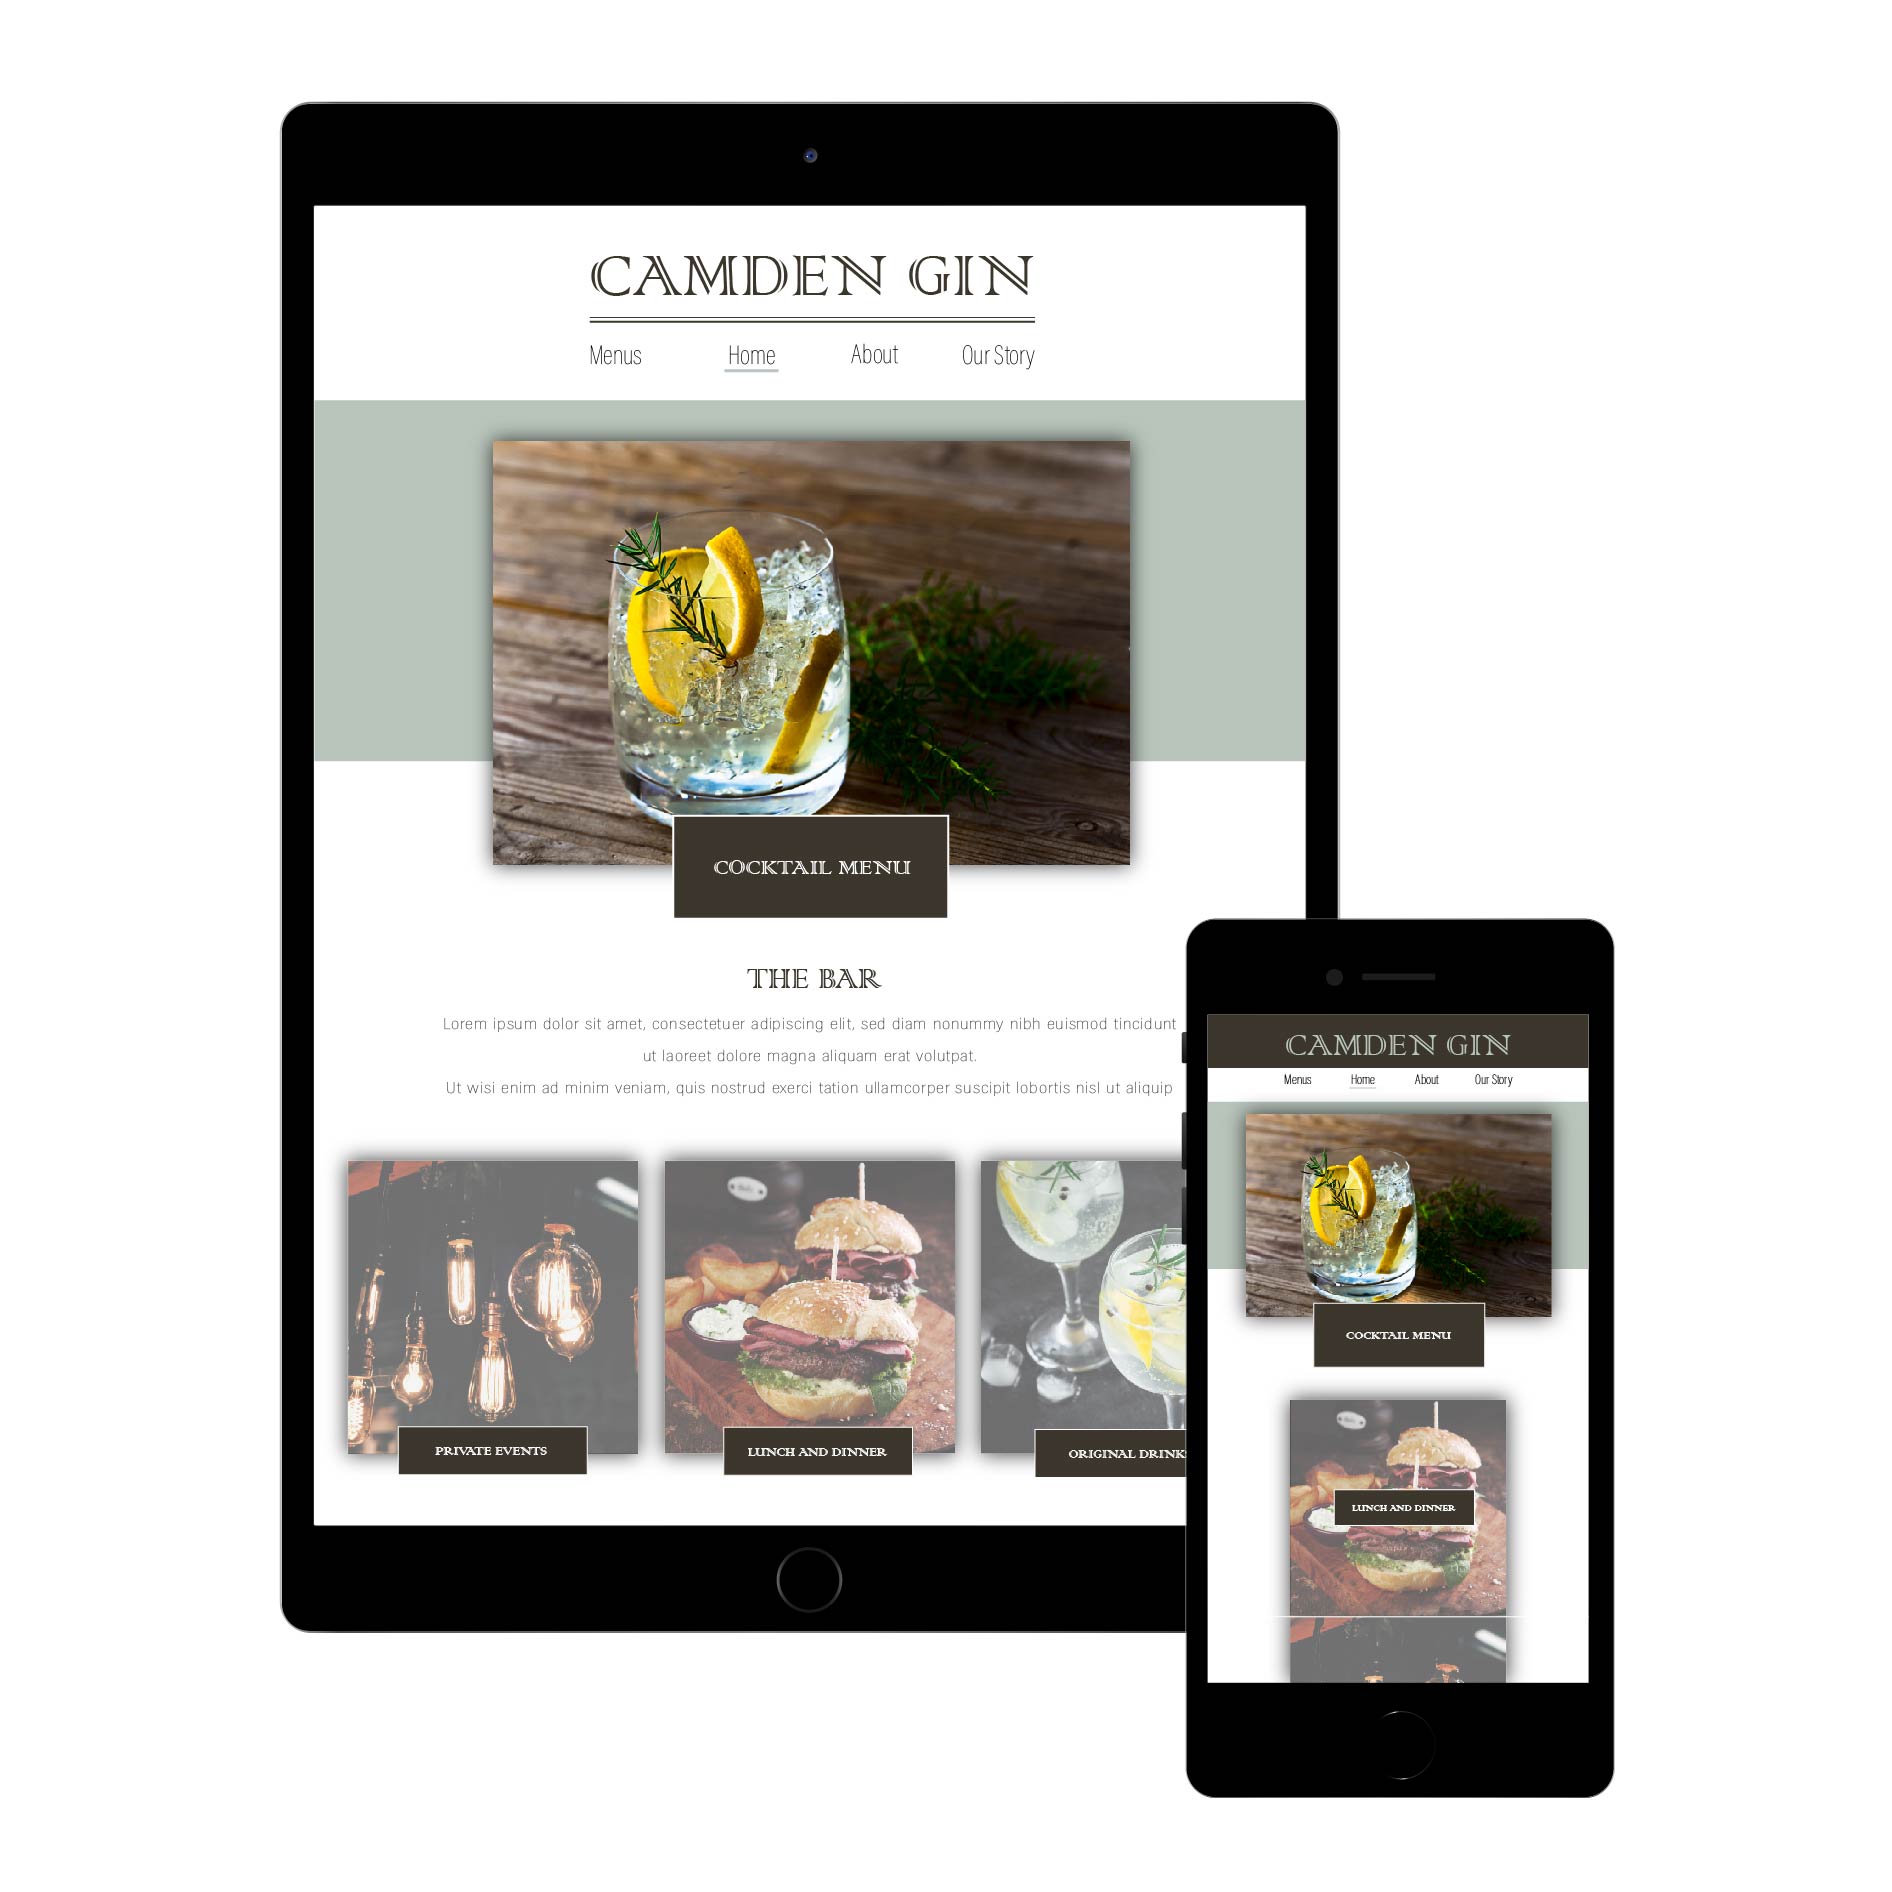 CAMDEN GIN
Menus Home About Our Story
COCKTAIL MENU
THE BAR
Lorem ipsum dolor sit amet, consectetuer adipiscing elit, sed diam nonummy nibh euismod tincidunt
ut laoreet dolore magna aliquam erat volutpat.
Ut wisi enim ad minim veniam, quis nostrud exerci tation ullamcorper suscipit lobortis nisl ut aliquip
PRIVATE EVENTS
LUNCH AND DINNER
ORIGINAL DRINK
CAMDEN GIN
Menus Home About Our Story
COCKTAIL MENU
LUNCH AND DINNER